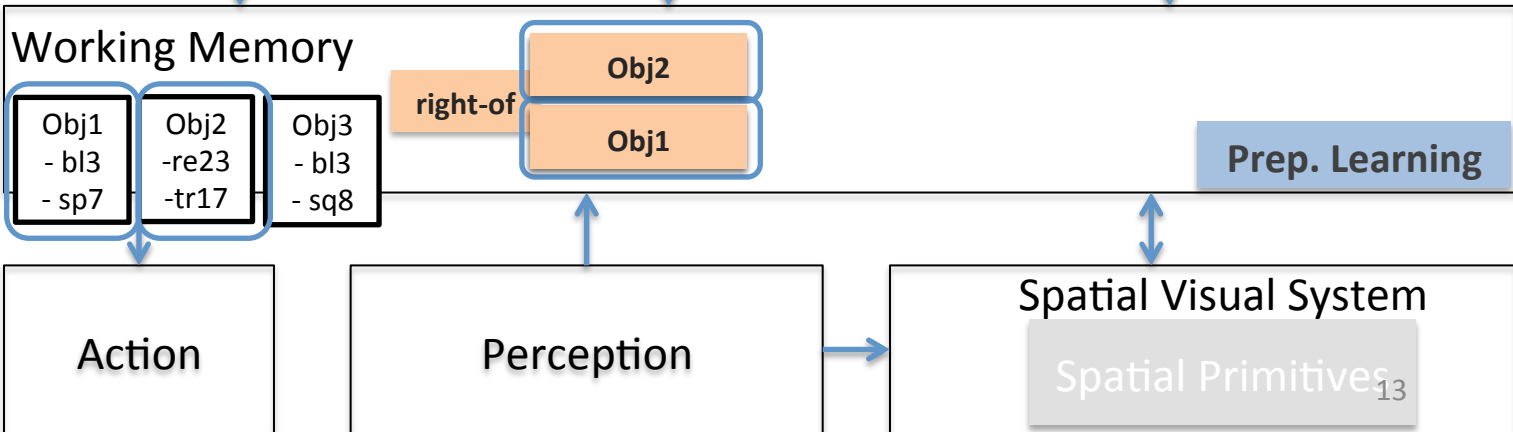 Working Memory
Obj1
- bl3
- sp7
Obj2
-re23
-tr17
Obj3
- bl3
- sq8
right-of
Obj2
Obj1
Prep. Learning
Action
Perception
Spatial Visual System
Spatial Primitives
13